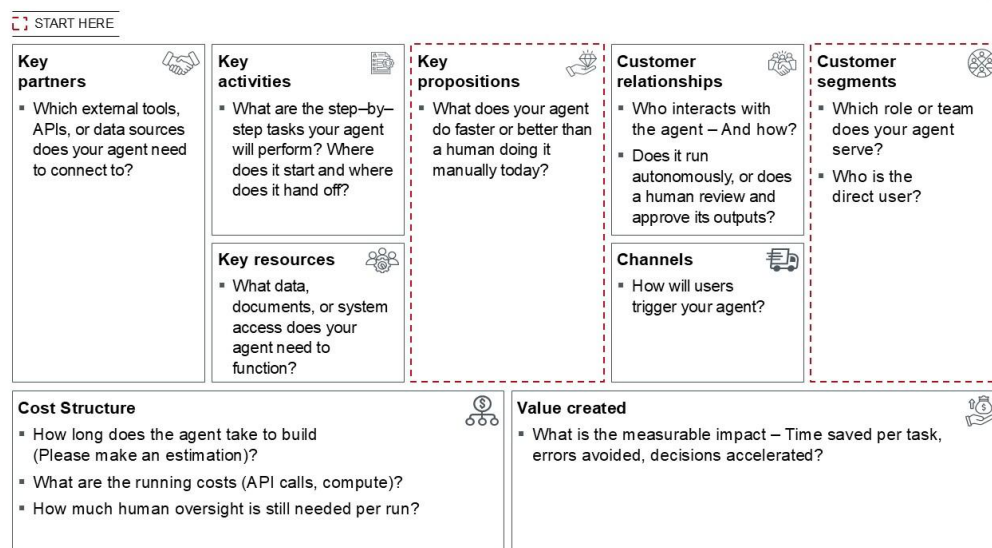 START HERE
Key
partners
▪ Which external tools,
APIs, or data sources
does your agent need
to connect to?
Key
activities
▪ What are the step–by–
step tasks your agent
will perform? Where
does it start and where
does it hand off?
Key resources
▪ What data,
documents, or system
access does your
agent need to
function?
Key
propositions
▪ What does your agent
do faster or better than
a human doing it
manually today?
Customer
relationships
▪ Who interacts with
the agent – And how?
▪ Does it run
autonomously, or does
a human review and
approve its outputs?
Channels
▪ How will users
trigger your agent?
Customer
segments
▪ Which role or team
does your agent
serve?
▪ Who is the
direct user?
Cost Structure
▪ How long does the agent take to build
(Please make an estimation)?
▪ What are the running costs (API calls, compute)?
▪ How much human oversight is still needed per run?
Value created
▪ What is the measurable impact – Time saved per task,
errors avoided, decisions accelerated?